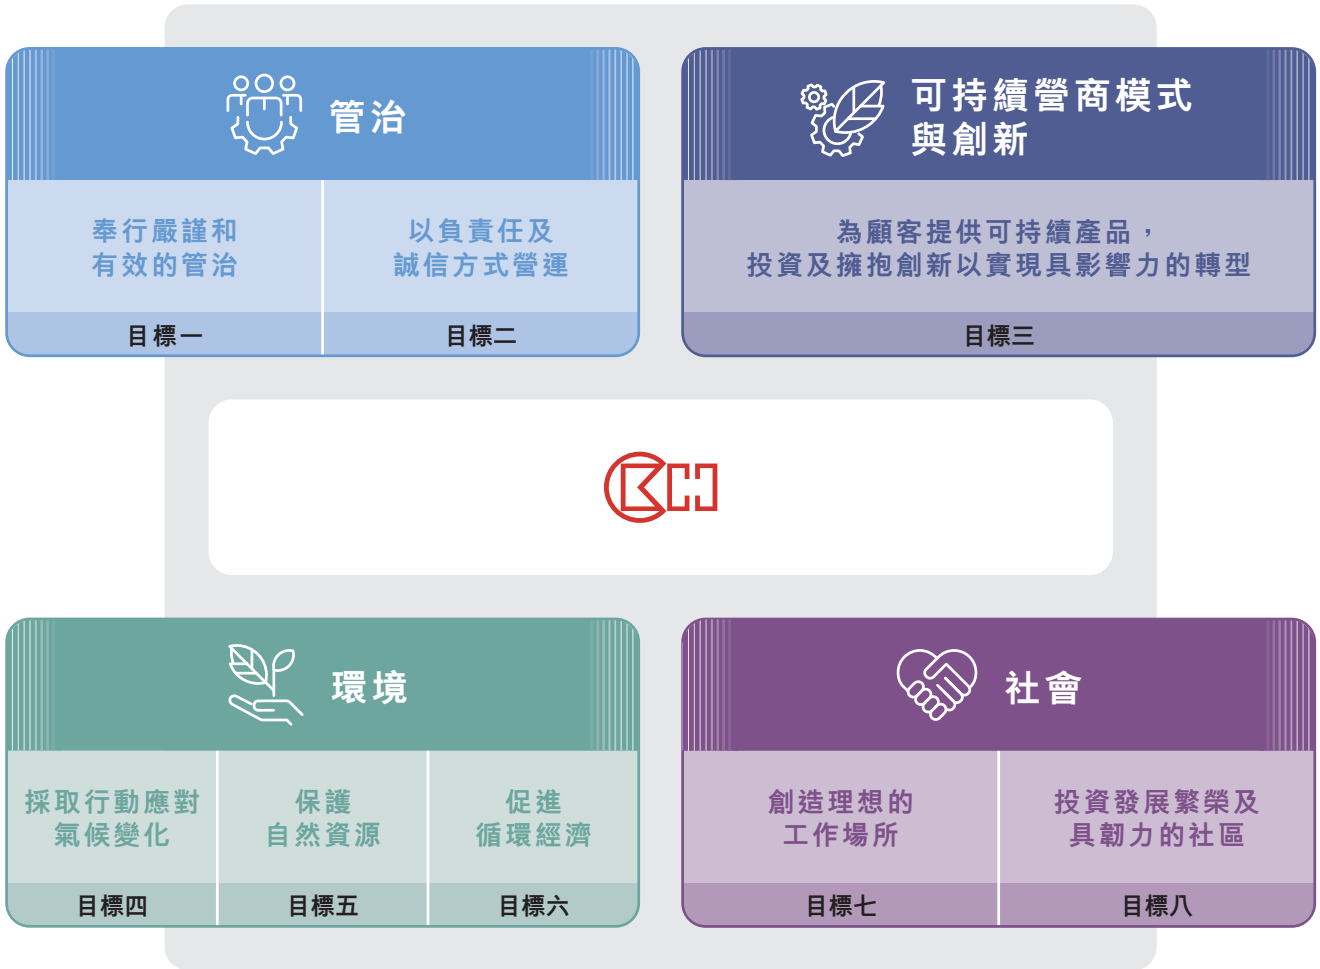 管治
奉行嚴謹和
有效的管治
目標一
以負責任及
誠信方式營運
目標二
可持續營商模式
與創新
為顧客提供可持續產品，
投資及擁抱創新以實現具影響力的轉型
目標三
CKH
環境
採取行動應對
氣候變化
目標四
保護
自然資源
目標五
促進
循環經濟
目標六
社會
創造理想的
工作場所
目標七
投資發展繁榮及
具韌力的社區
目標八